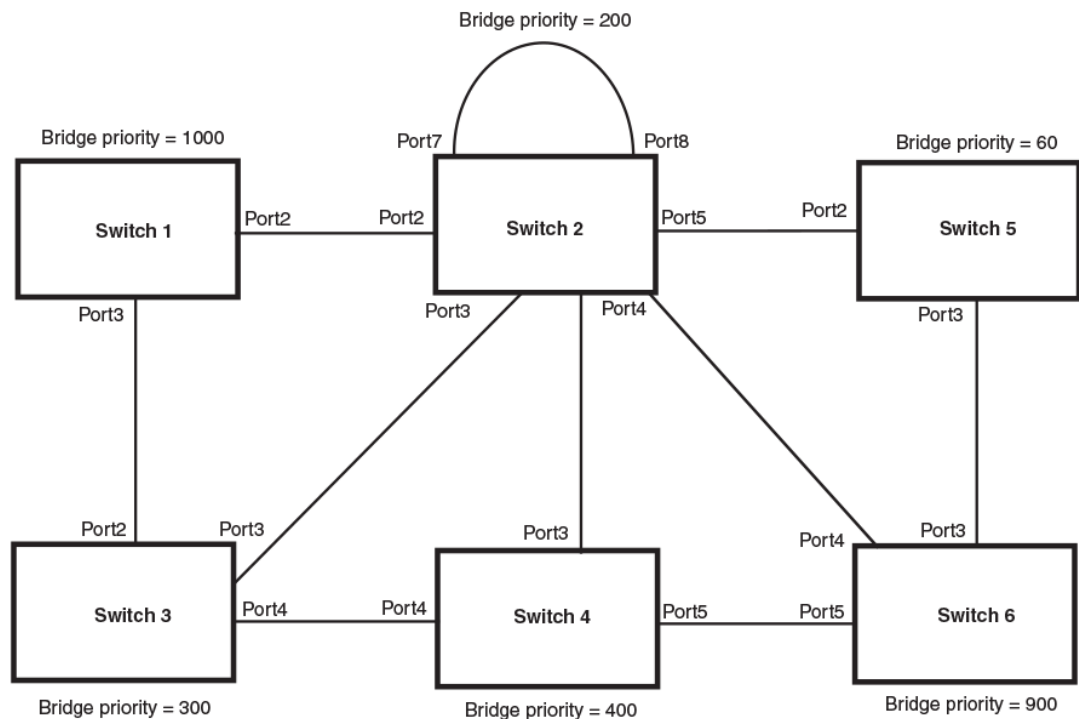 Bridge priority = 200
Bridge priority = 1000
Port7
Port8
Bridge priority = 60
Switch 1
Port2
Port2
Switch 2
Port5
Port2
Switch 5
Port3
Port3
Port4
Port3
Port2
Port3
Port3
Port4
Port3
Switch 3
Port4
Port4
Switch 4
Port5
Port5
Switch 6
Bridge priority = 300
Bridge priority = 400
Bridge priority = 900